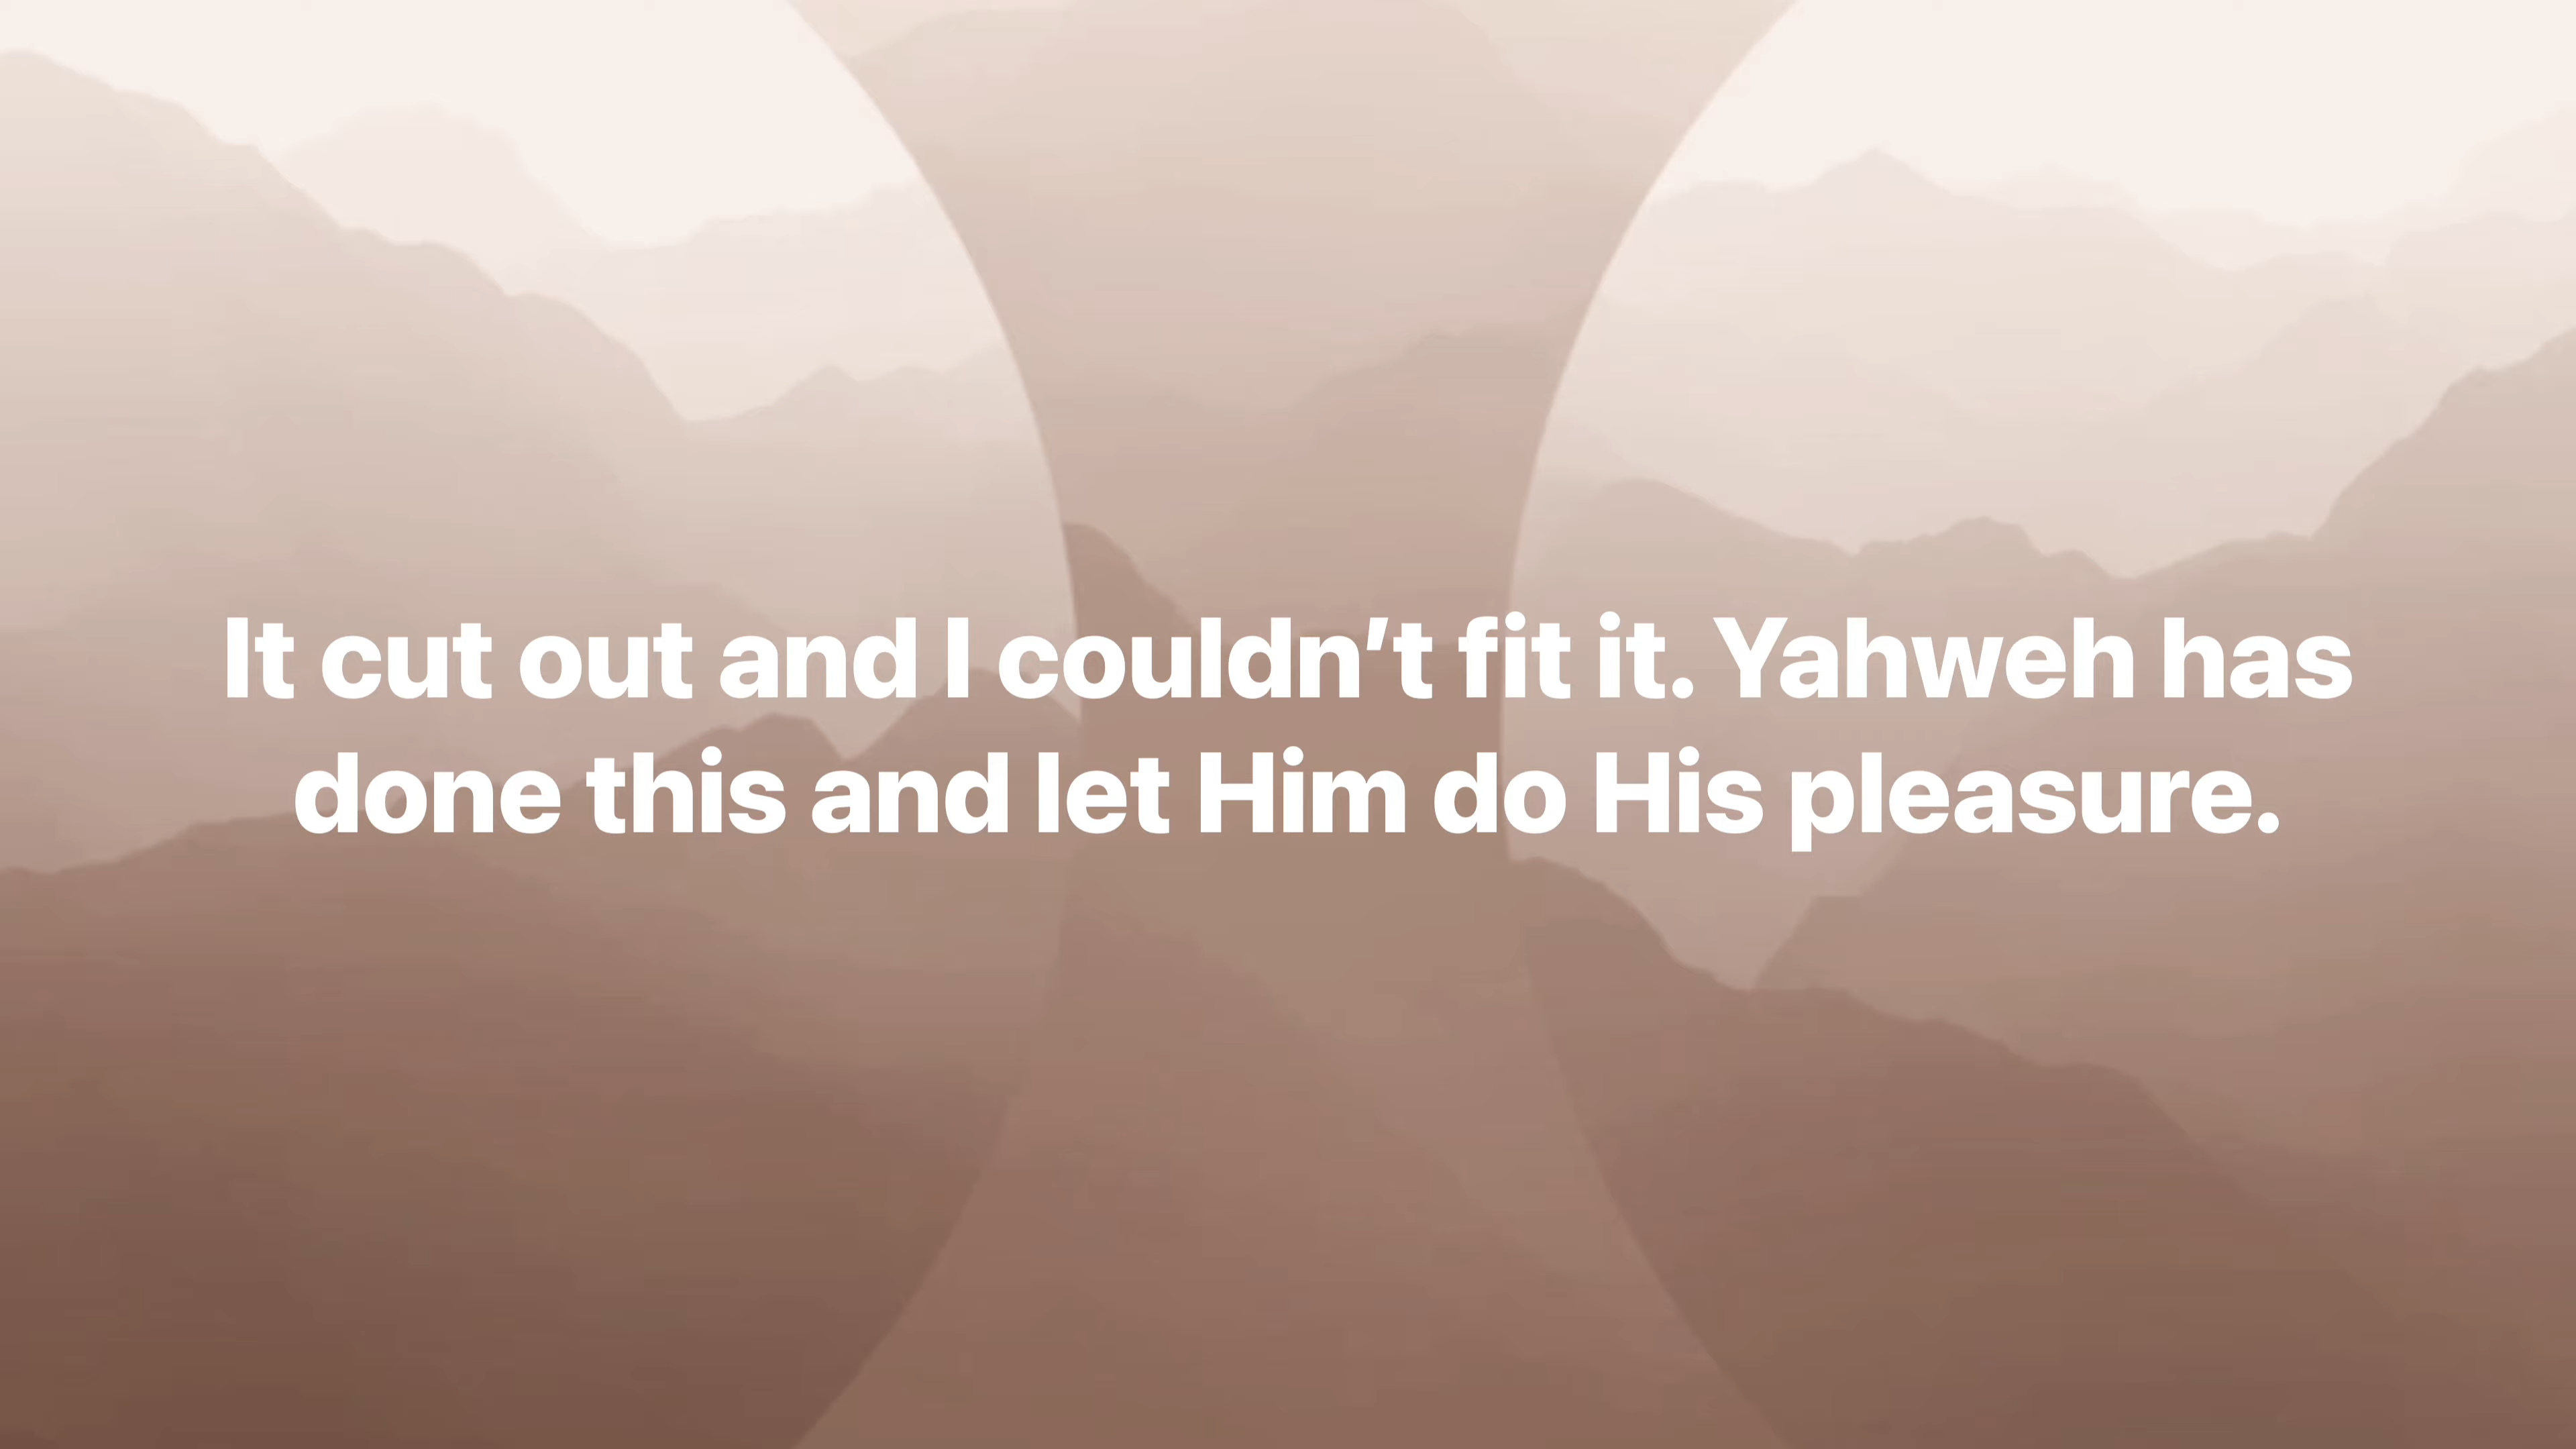 It cut out and I couldn’t fit it. Yahweh has
done this and let Him do His pleasure.